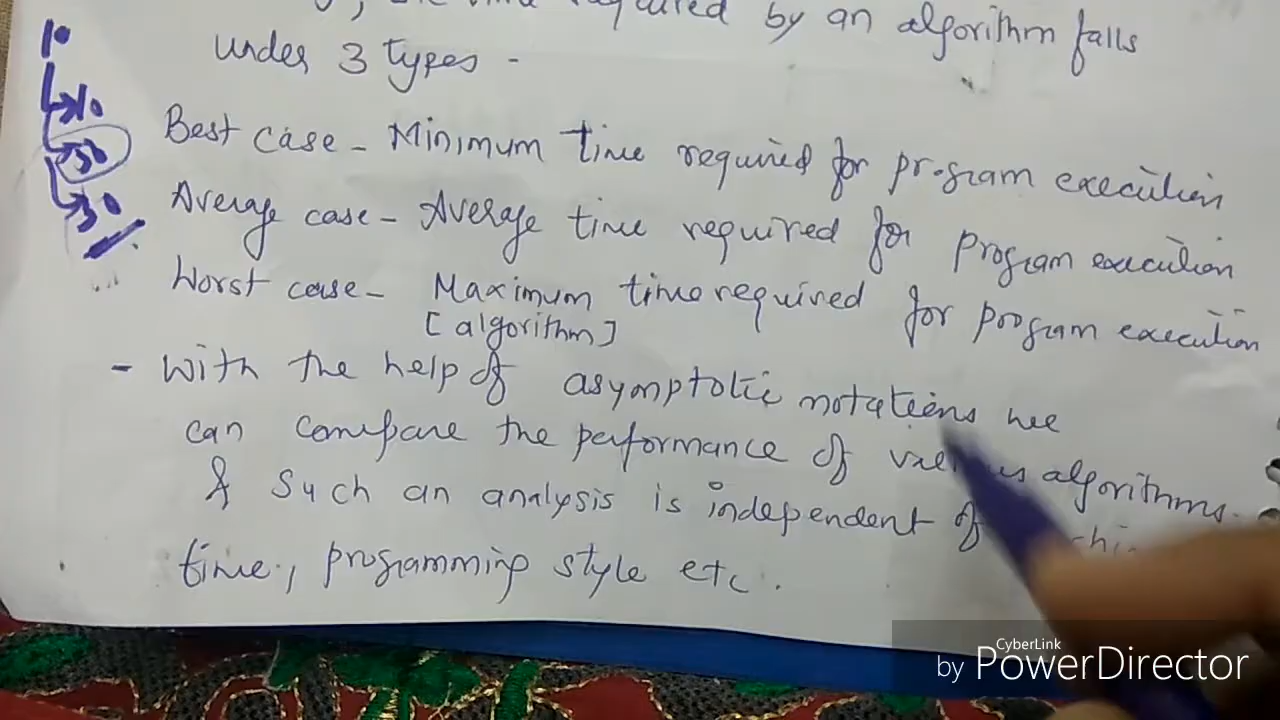 required by an algorithm falls
under 3 types -
10
Best case - Minimum time required for program execution
Average case - Average time required for program execution
30
Worst case - Maximum time required for program execution
[algorithm]
- With the help of asymptotic notations we
can compare the performance of various algorithms.
& Such an analysis is independent of
time, programming style etc.
CyberLink
by PowerDirector